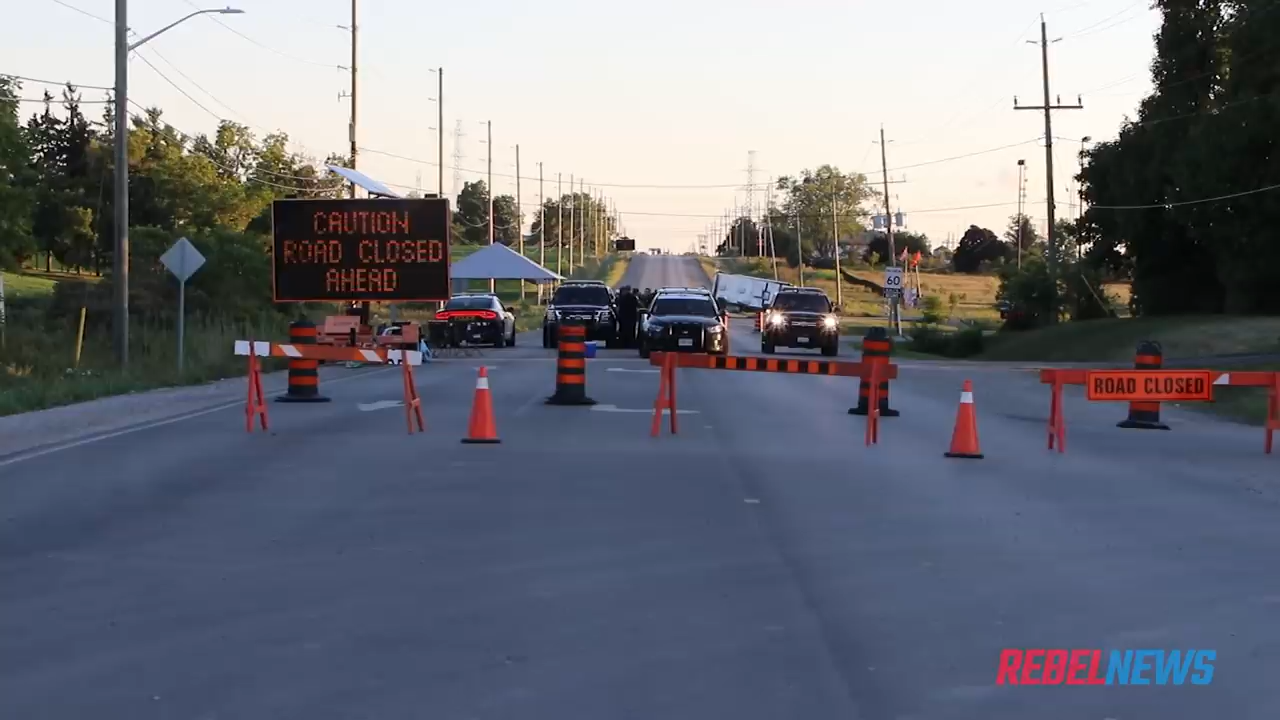 CAUTION
ROAD CLOSED
AHEAD
60
ROAD CLOSED
REBELNEWS